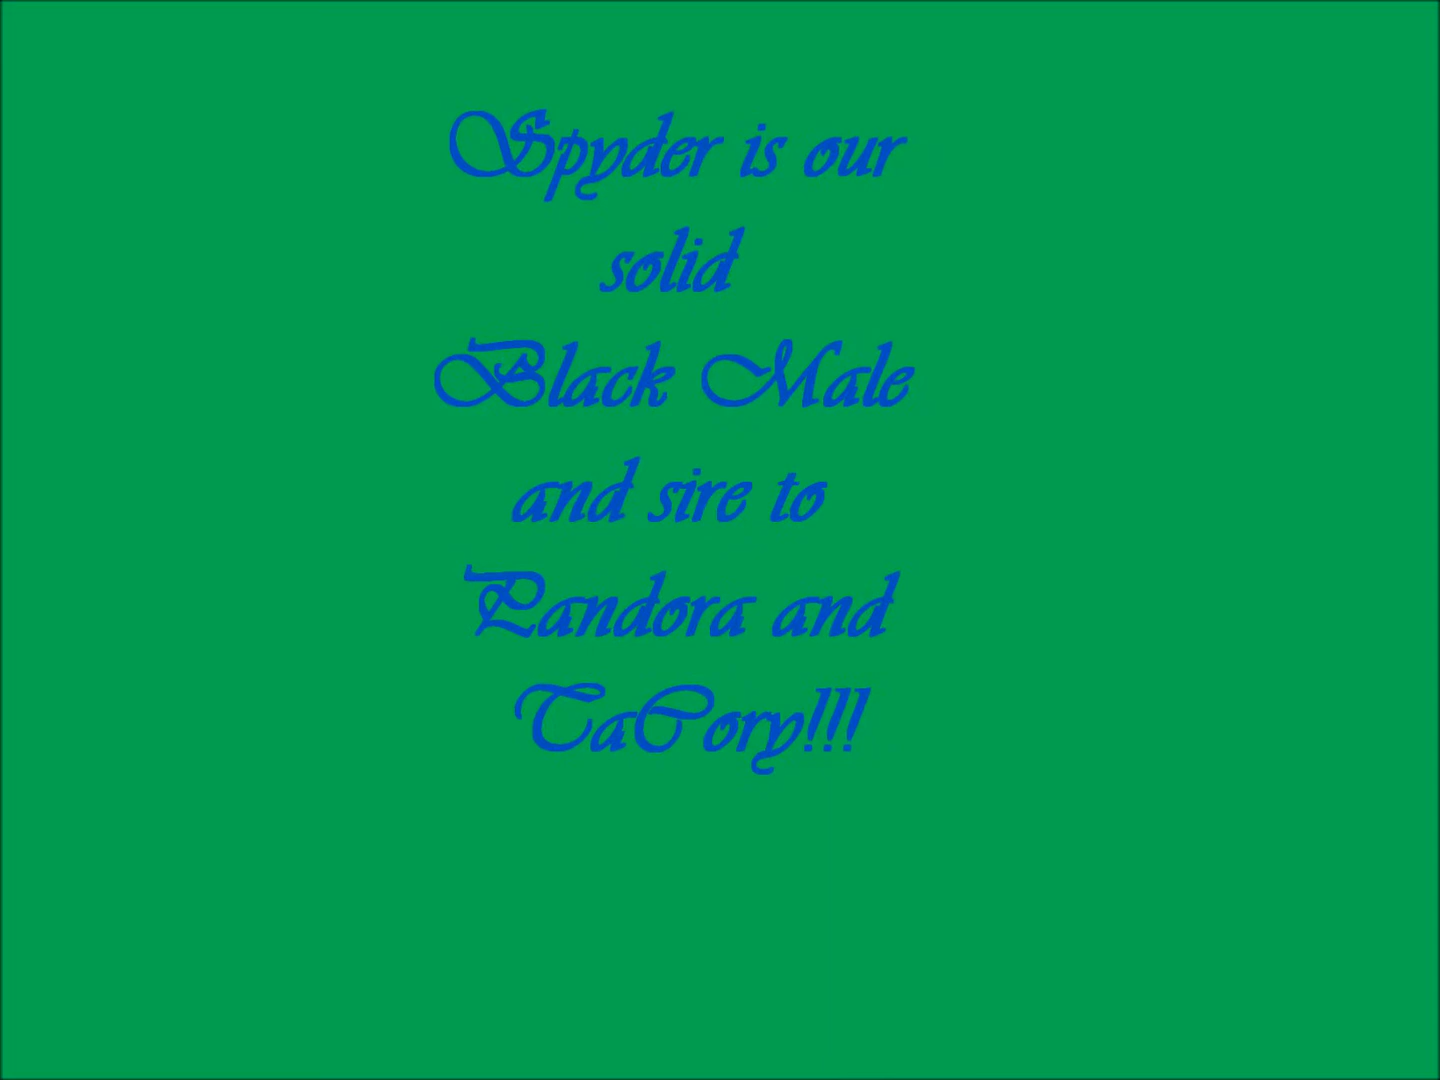 Spyder is our
solid
Black Male
and sire to
Pandora and
TaCory!!!